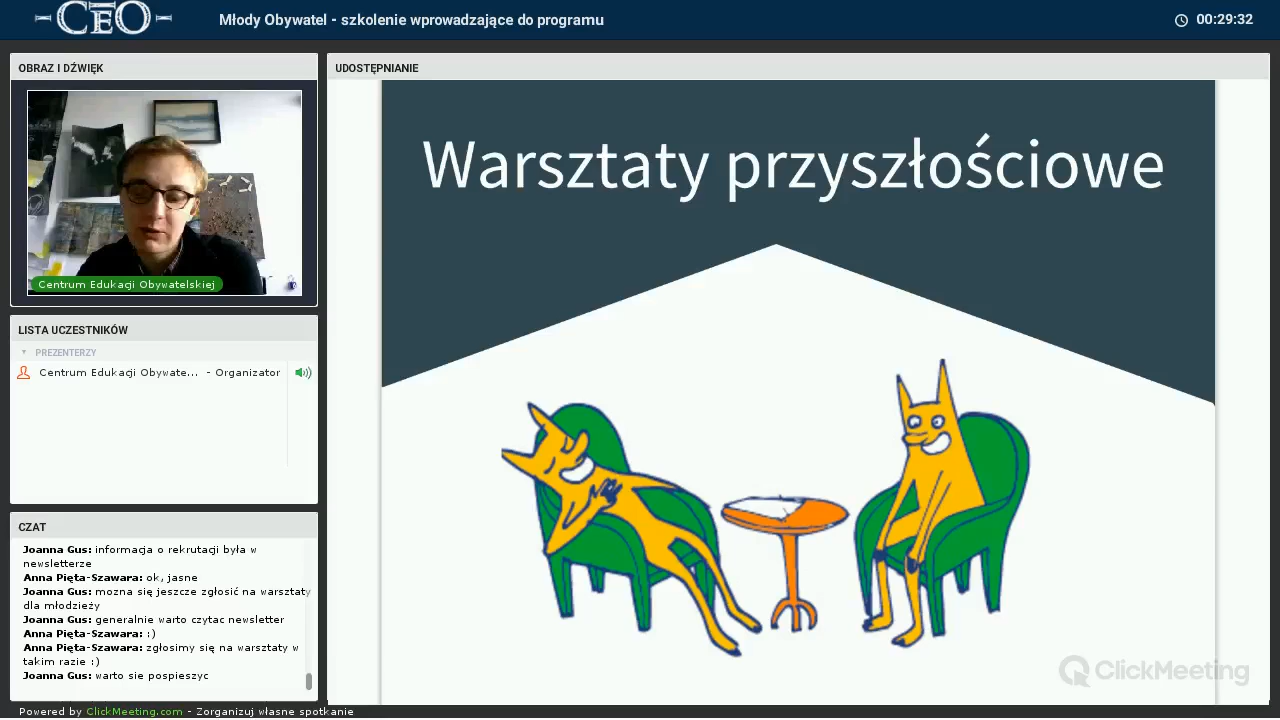 CEO
Młody Obywatel - szkolenie wprowadzające do programu
00:29:32
OBRAZ I DŹWIĘK
Centrum Edukacji Obywatelskiej
LISTA UCZESTNIKÓW
PREZENTERZY
Centrum Edukacji Obywate... - Organizator
CZAT
Joanna Gus: informacja o rekrutacji była w
newsletterze
Anna Pięta-Szawara: ok, jasne
Joanna Gus: mozna się jeszcze zgłosić na warsztaty
dla młodzieży
Joanna Gus: generalnie warto czytac newsletter
Anna Pięta-Szawara: :)
Anna Pięta-Szawara: zgłosimy się na warsztaty w
takim razie :)
Joanna Gus: warto sie pospieszyc
UDOSTĘPNIANIE
Warsztaty przyszłościowe
ClickMeeting
Powered by ClickMeeting.com - Zorganizuj własne spotkanie